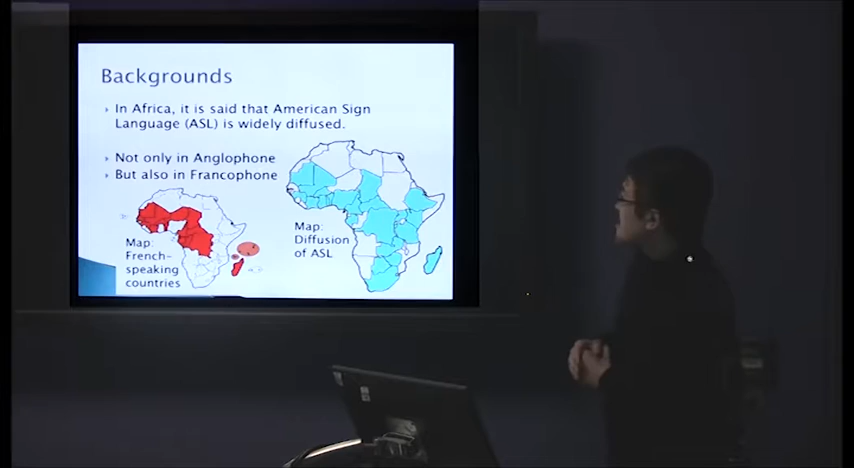 Backgrounds
In Africa, it is said that American Sign
Language (ASL) is widely diffused.
Not only in Anglophone
But also in Francophone
Map:
French-
speaking
countries
Map:
Diffusion
of ASL